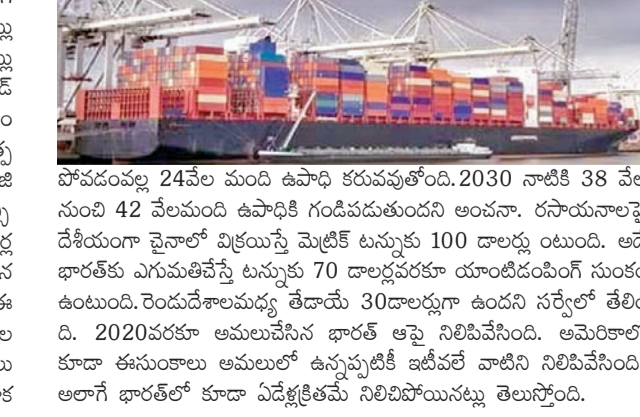 పోవడంవల్ల 24వేల మంది ఉపాధి కరువవుతోంది.2030 నాటికి 38 వేల
నుంచి 42 వేలమంది ఉపాధికి గండిపడుతుందని అంచనా. రసాయనాలపై
దేశీయంగా చైనాలో విక్రయిస్తే మెట్రిక్ టన్నుకు 100 డాలర్లు ంటుంది. అదే
భారత్‌కు ఎగుమతిచేస్తే టన్నుకు 70 డాలర్లవరకూ యాంటిడంపింగ్ సుంకం
ఉంటుంది.రెండుదేశాలమధ్య తేడాయే 30డాలర్లుగా ఉందని సర్వేలో తేలిం
ది. 2020వరకూ అమలుచేసిన భారత్ ఆపై నిలిపివేసింది. అమెరికాలో
కూడా ఈసుంకాలు అమలులో ఉన్నప్పటికీ ఇటీవలే వాటిని నిలిపివేసింది.
అలాగే భారత్‌లో కూడా ఏడేళ్లక్రితమే నిలిచిపోయినట్లు తెలుస్తోంది.